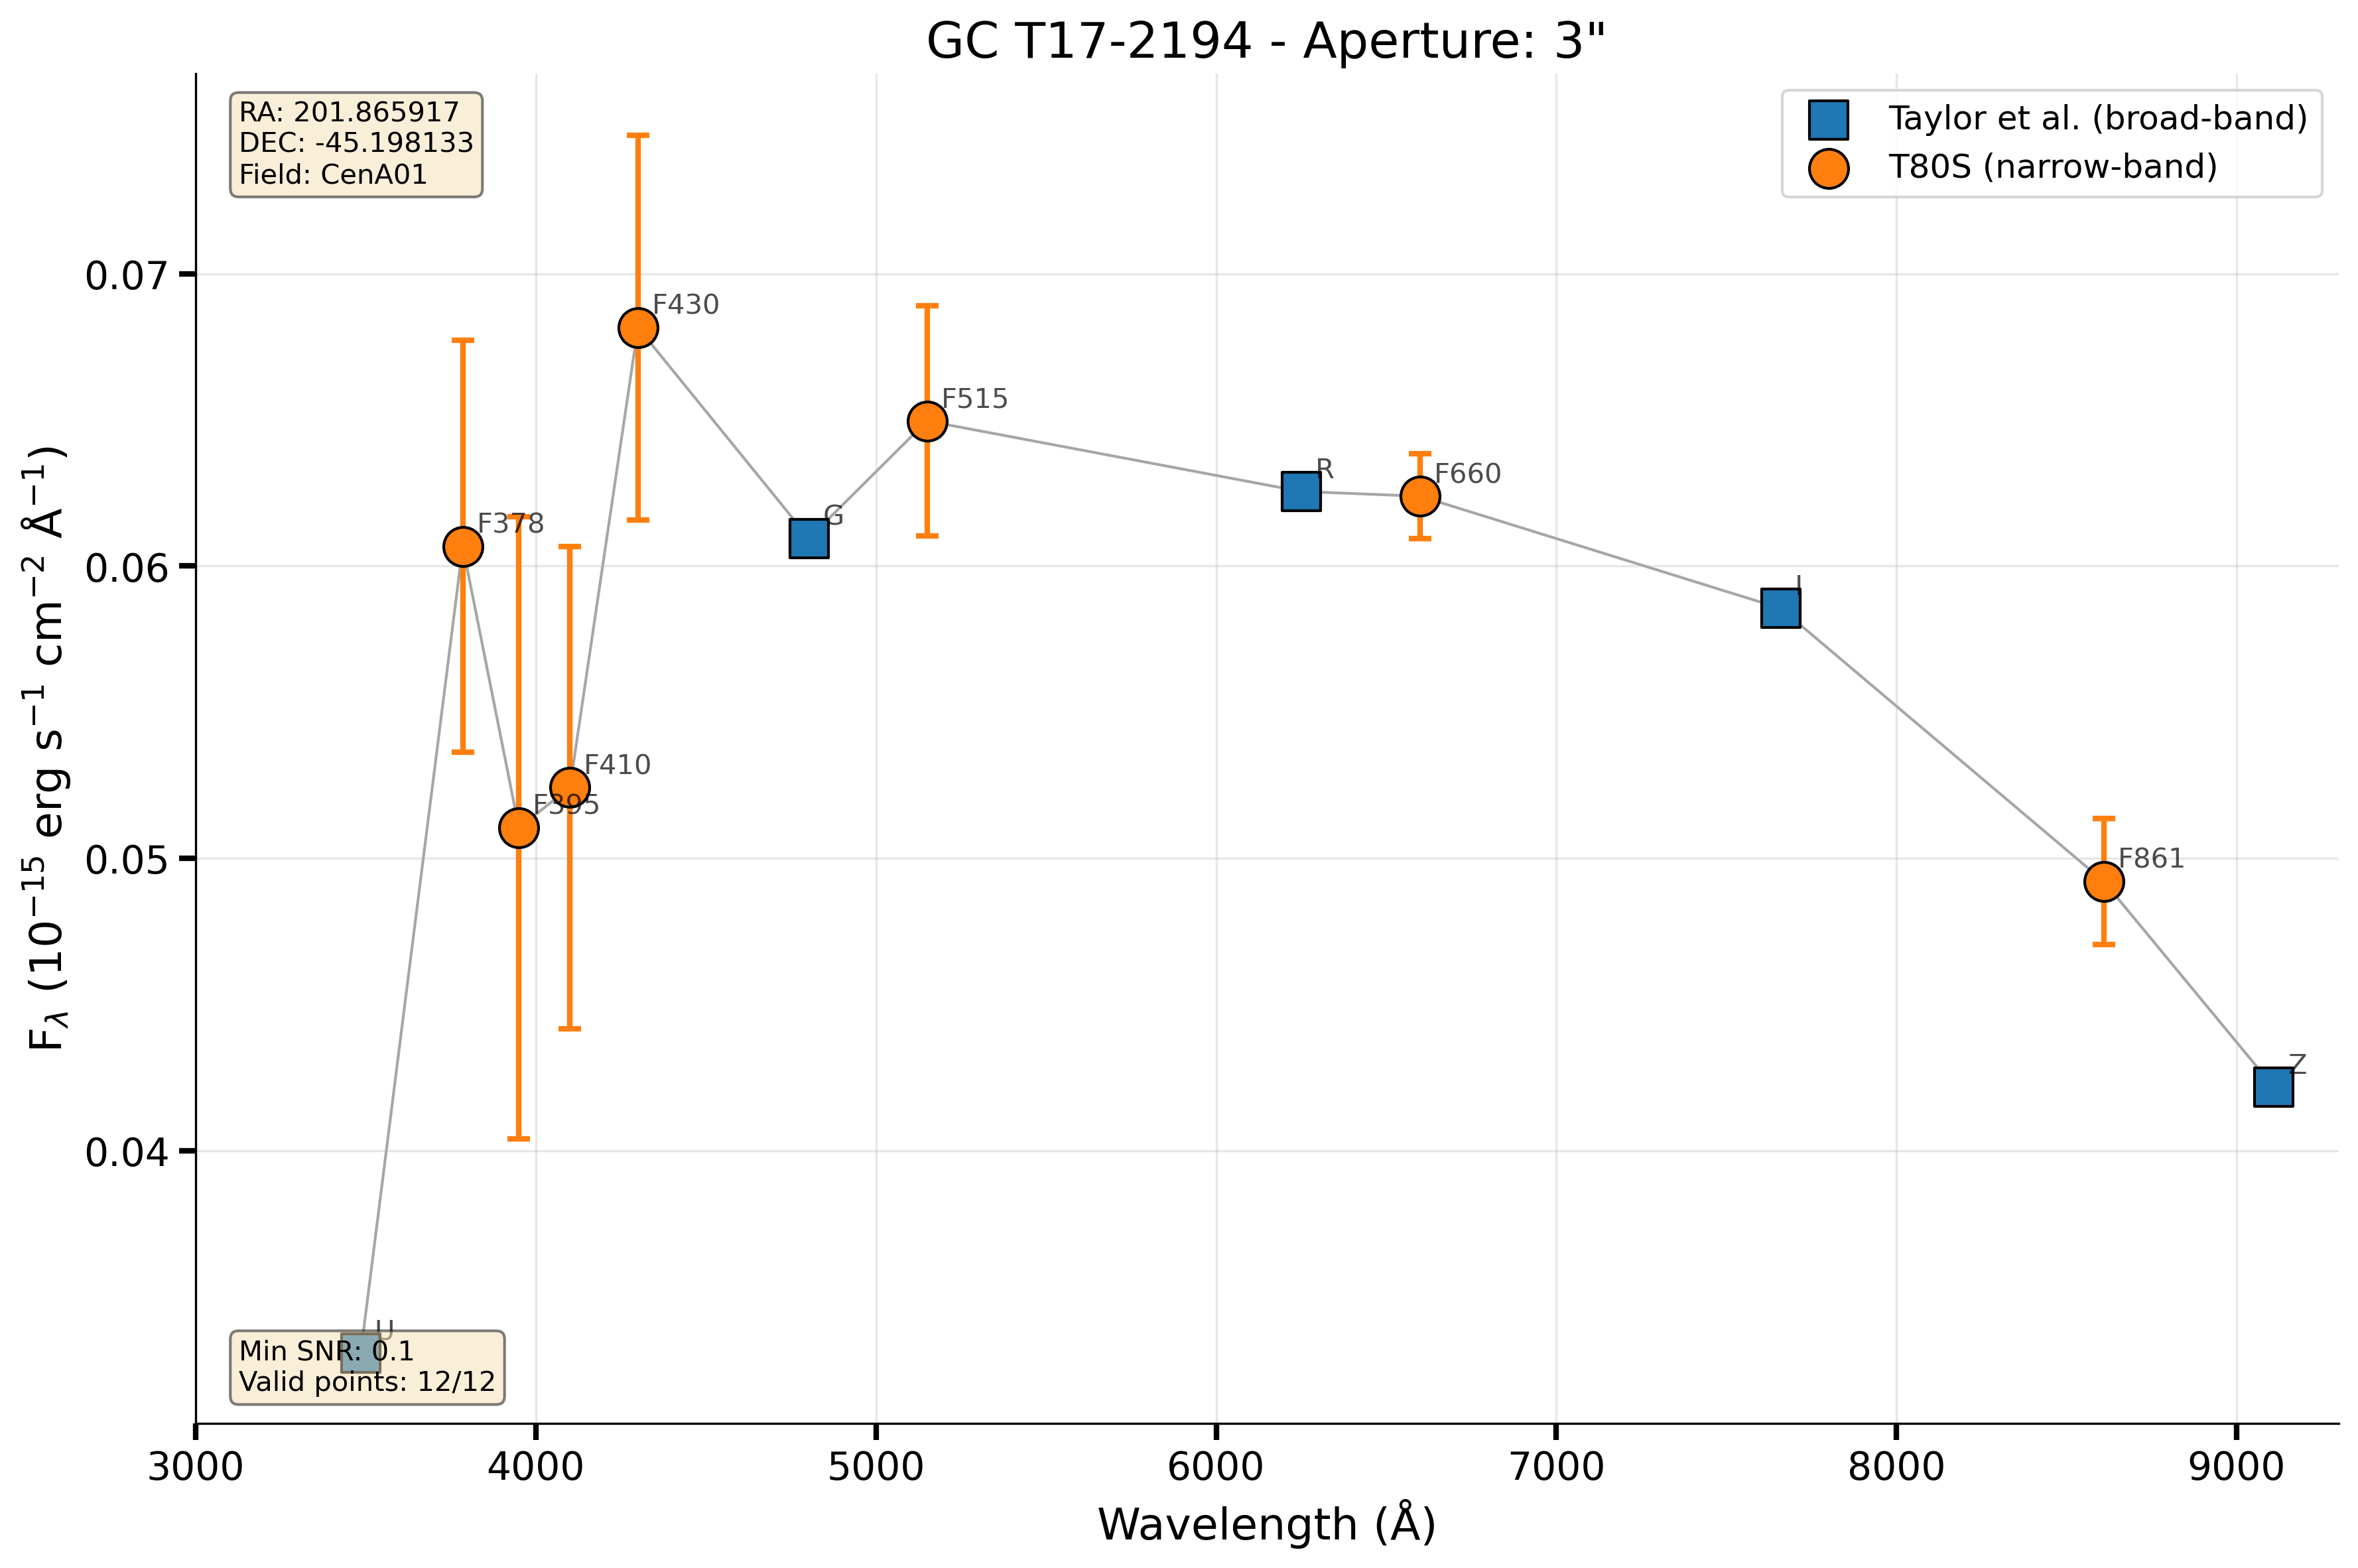 GC T17-2194 - Aperture: 3"
RA: 201.865917
DEC: -45.198133
Field: CenA01
Taylor et al. (broad-band)
T80S (narrow-band)
F430
F515
F378
G
R
F660
I
F410
F395
F861
Z
U
Min SNR: 0.1
Valid points: 12/12
0.07
0.06
0.05
0.04
F$_{λ}$ (10⁻¹⁵ erg s⁻¹ cm⁻² Å⁻¹)
3000 4000 5000 6000 7000 8000 9000
Wavelength (Å)